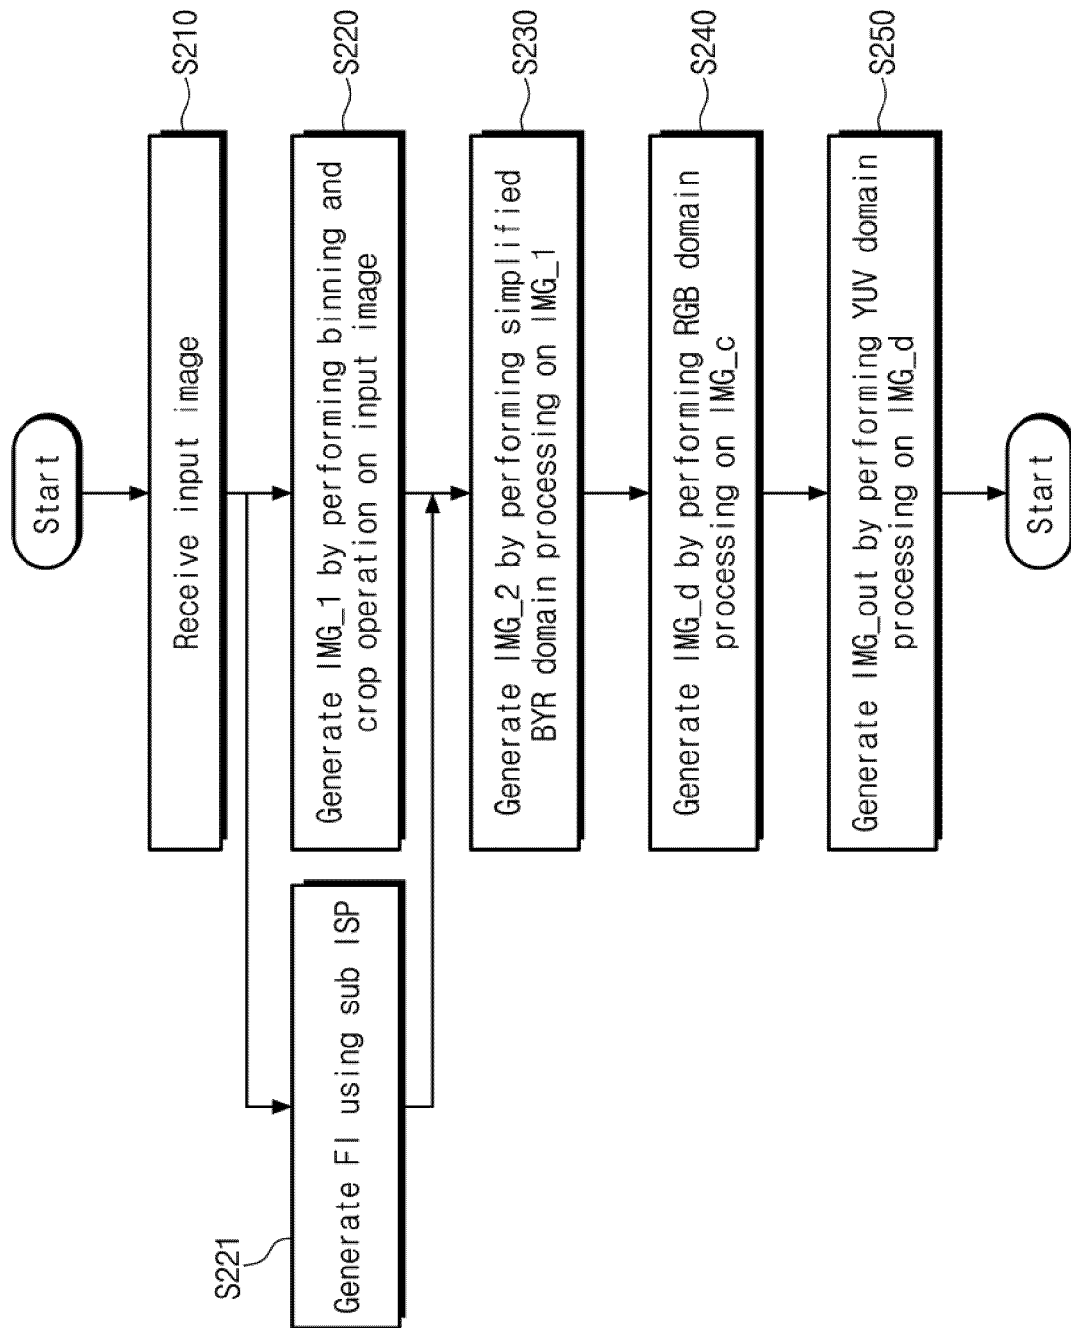 Start
Receive input image
S210
Generate IMG_1 by performing binning and
crop operation on input image
S220
Generate FI using sub ISP
S221
Generate IMG_2 by performing simplified
BYR domain processing on IMG_1
S230
Generate IMG_d by performing RGB domain
processing on IMG_c
S240
Generate IMG_out by performing YUV domain
processing on IMG_d
S250
Start